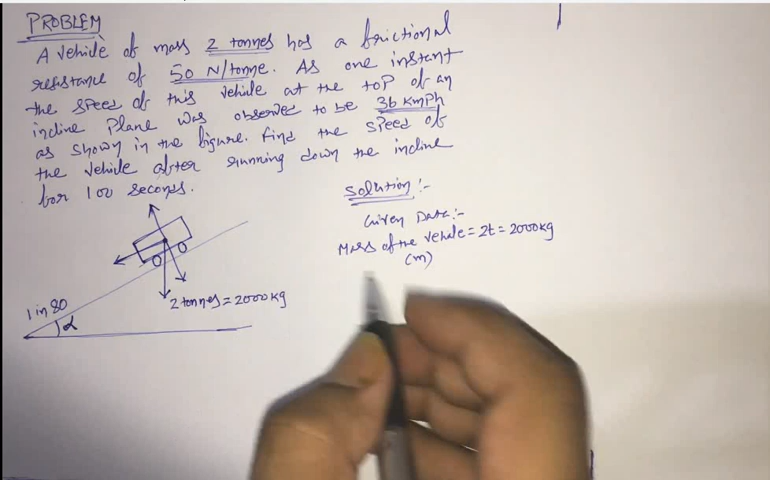 PROBLEM
A vehicle of mass 2 tonnes has a frictional
resistance of 50 N/tonne. As one instant
the speed of this vehicle at the top of an
incline plane was observed to be 36 kmph
as shown in the figure. Find the speed of
the vehicle after running down the incline
for 100 seconds.
Solution:-
Given Data:-
Mass of the vehicle = 2t = 2000kg
(m)
2 tonnes = 2000kg
1 in 80
α